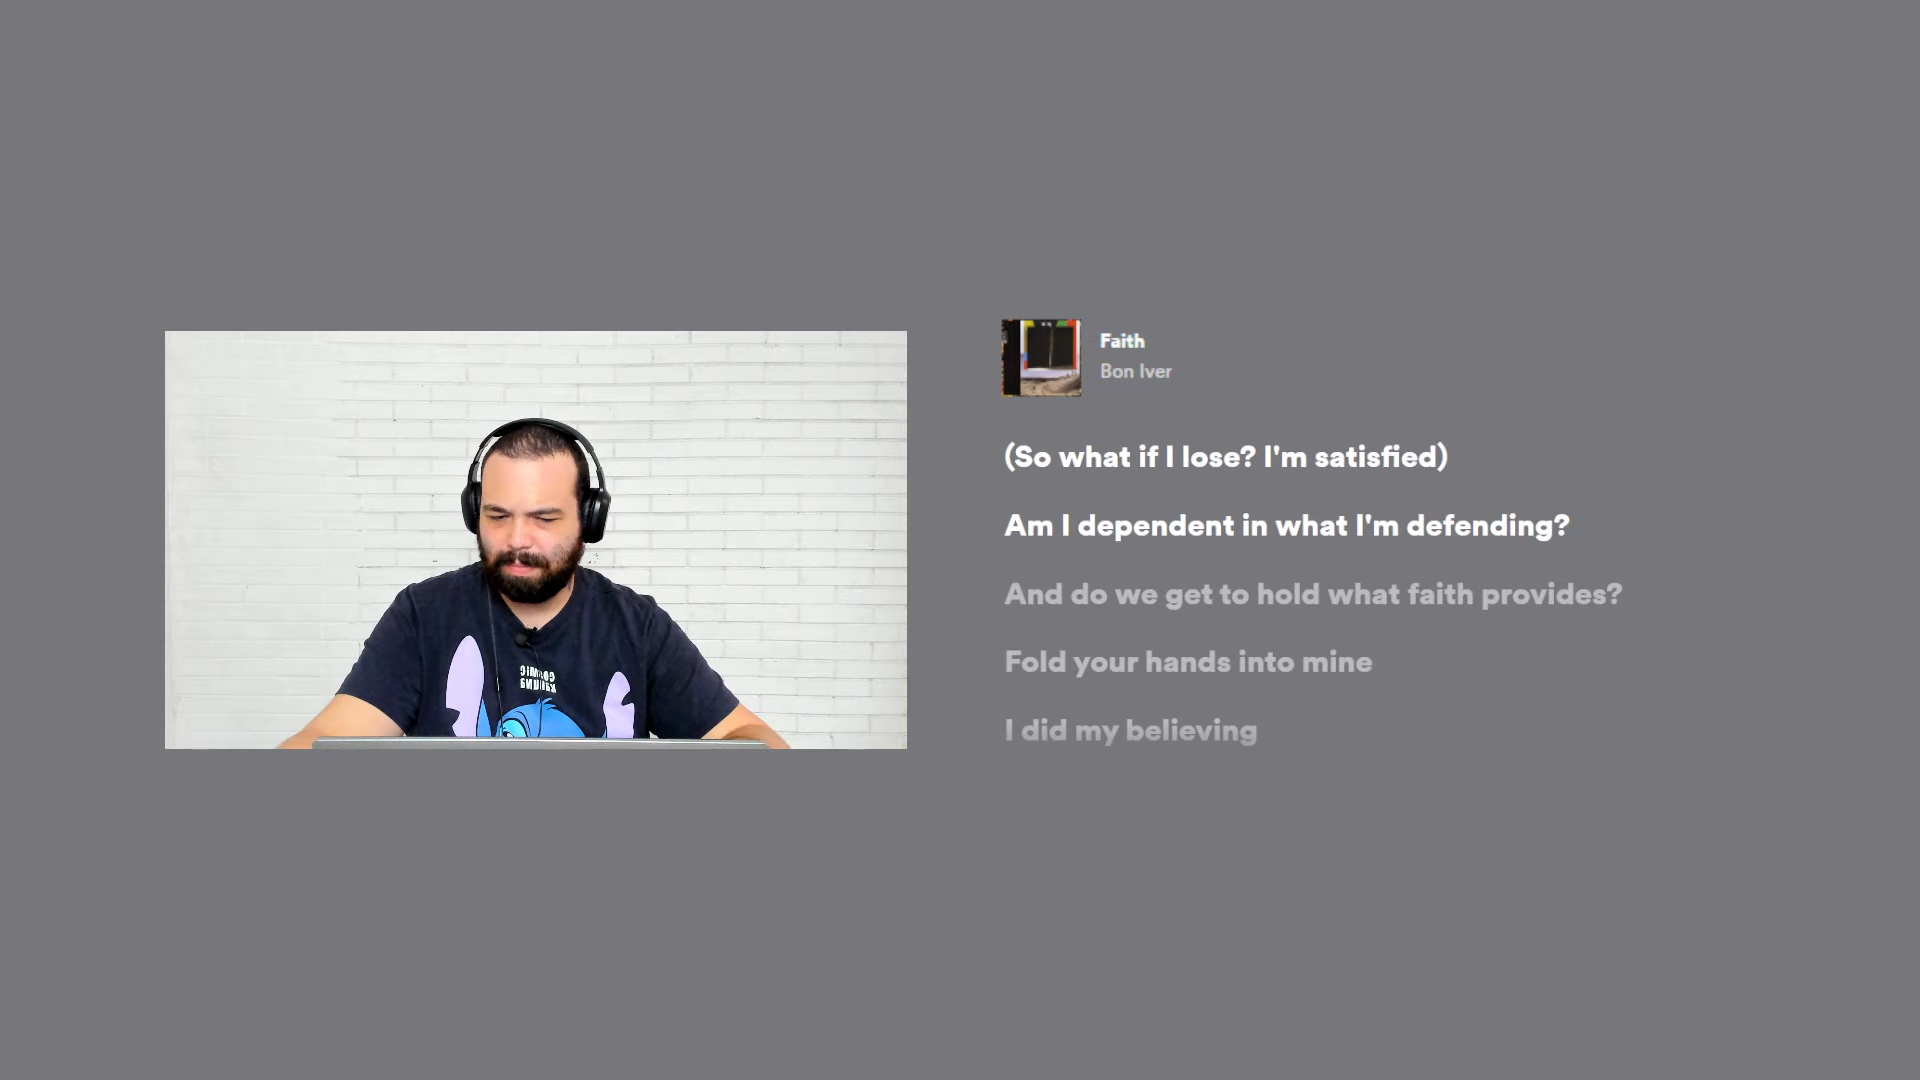 Faith
Bon Iver
(So what if I lose? I'm satisfied)
Am I dependent in what I'm defending?
And do we get to hold what faith provides?
Fold your hands into mine
I did my believing